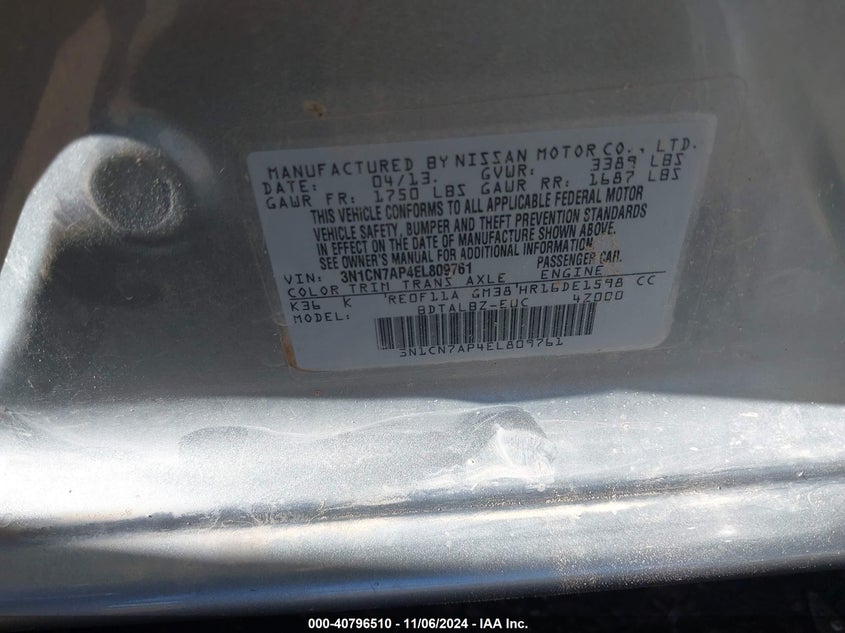 MANUFACTURED BY NISSAN MOTOR CO., LTD.
DATE: 04/13. GVWR: 3389 LBS
GAWR FR: 1750 LBS GAWR RR: 1687 LBS
THIS VEHICLE CONFORMS TO ALL APPLICABLE FEDERAL MOTOR
VEHICLE SAFETY, BUMPER AND THEFT PREVENTION STANDARDS
IN EFFECT ON THE DATE OF MANUFACTURE SHOWN ABOVE.
SEE OWNER'S MANUAL FOR ADDITIONAL INFORMATION.
VIN: 3N1CN7AP4EL809761 PASSENGER CAR.
COLOR TRIM TRANS AXLE ENGINE
K36 K RE0F11A GM38 HR16DE1598 CC
MODEL: BDTALBZ-EUC 4Z000
3N1CN7AP4EL809761
000-40796510 - 11/06/2024 - IAA Inc.